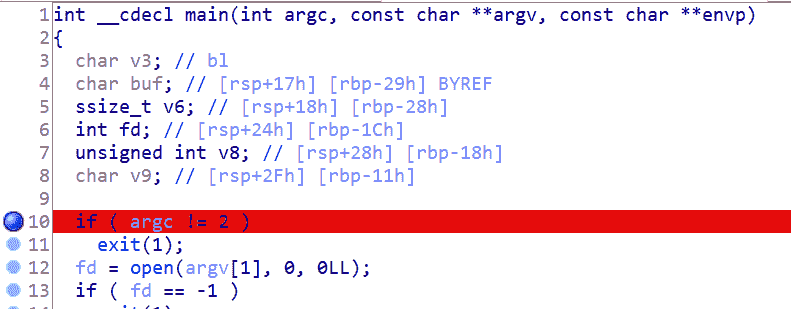 1 int __cdecl main(int argc, const char **argv, const char **envp)
2 {
3 char v3; // bl
4 char buf; // [rsp+17h] [rbp-29h] BYREF
5 ssize_t v6; // [rsp+18h] [rbp-28h]
6 int fd; // [rsp+24h] [rbp-1Ch]
7 unsigned int v8; // [rsp+28h] [rbp-18h]
8 char v9; // [rsp+2Fh] [rbp-11h]
9
10 if ( argc != 2 )
11 exit(1);
12 fd = open(argv[1], 0, 0LL);
13 if ( fd == -1 )